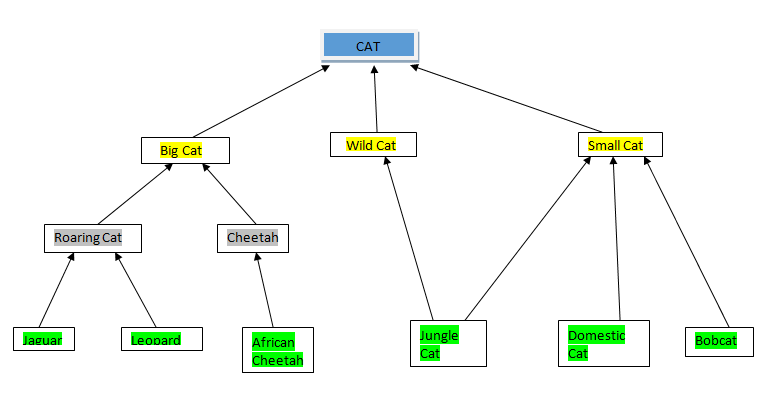 CAT
Big Cat
Wild Cat
Small Cat
Roaring Cat
Cheetah
Jaguar
Leopard
African
Cheetah
Jungle
Cat
Domestic
Cat
Bobcat